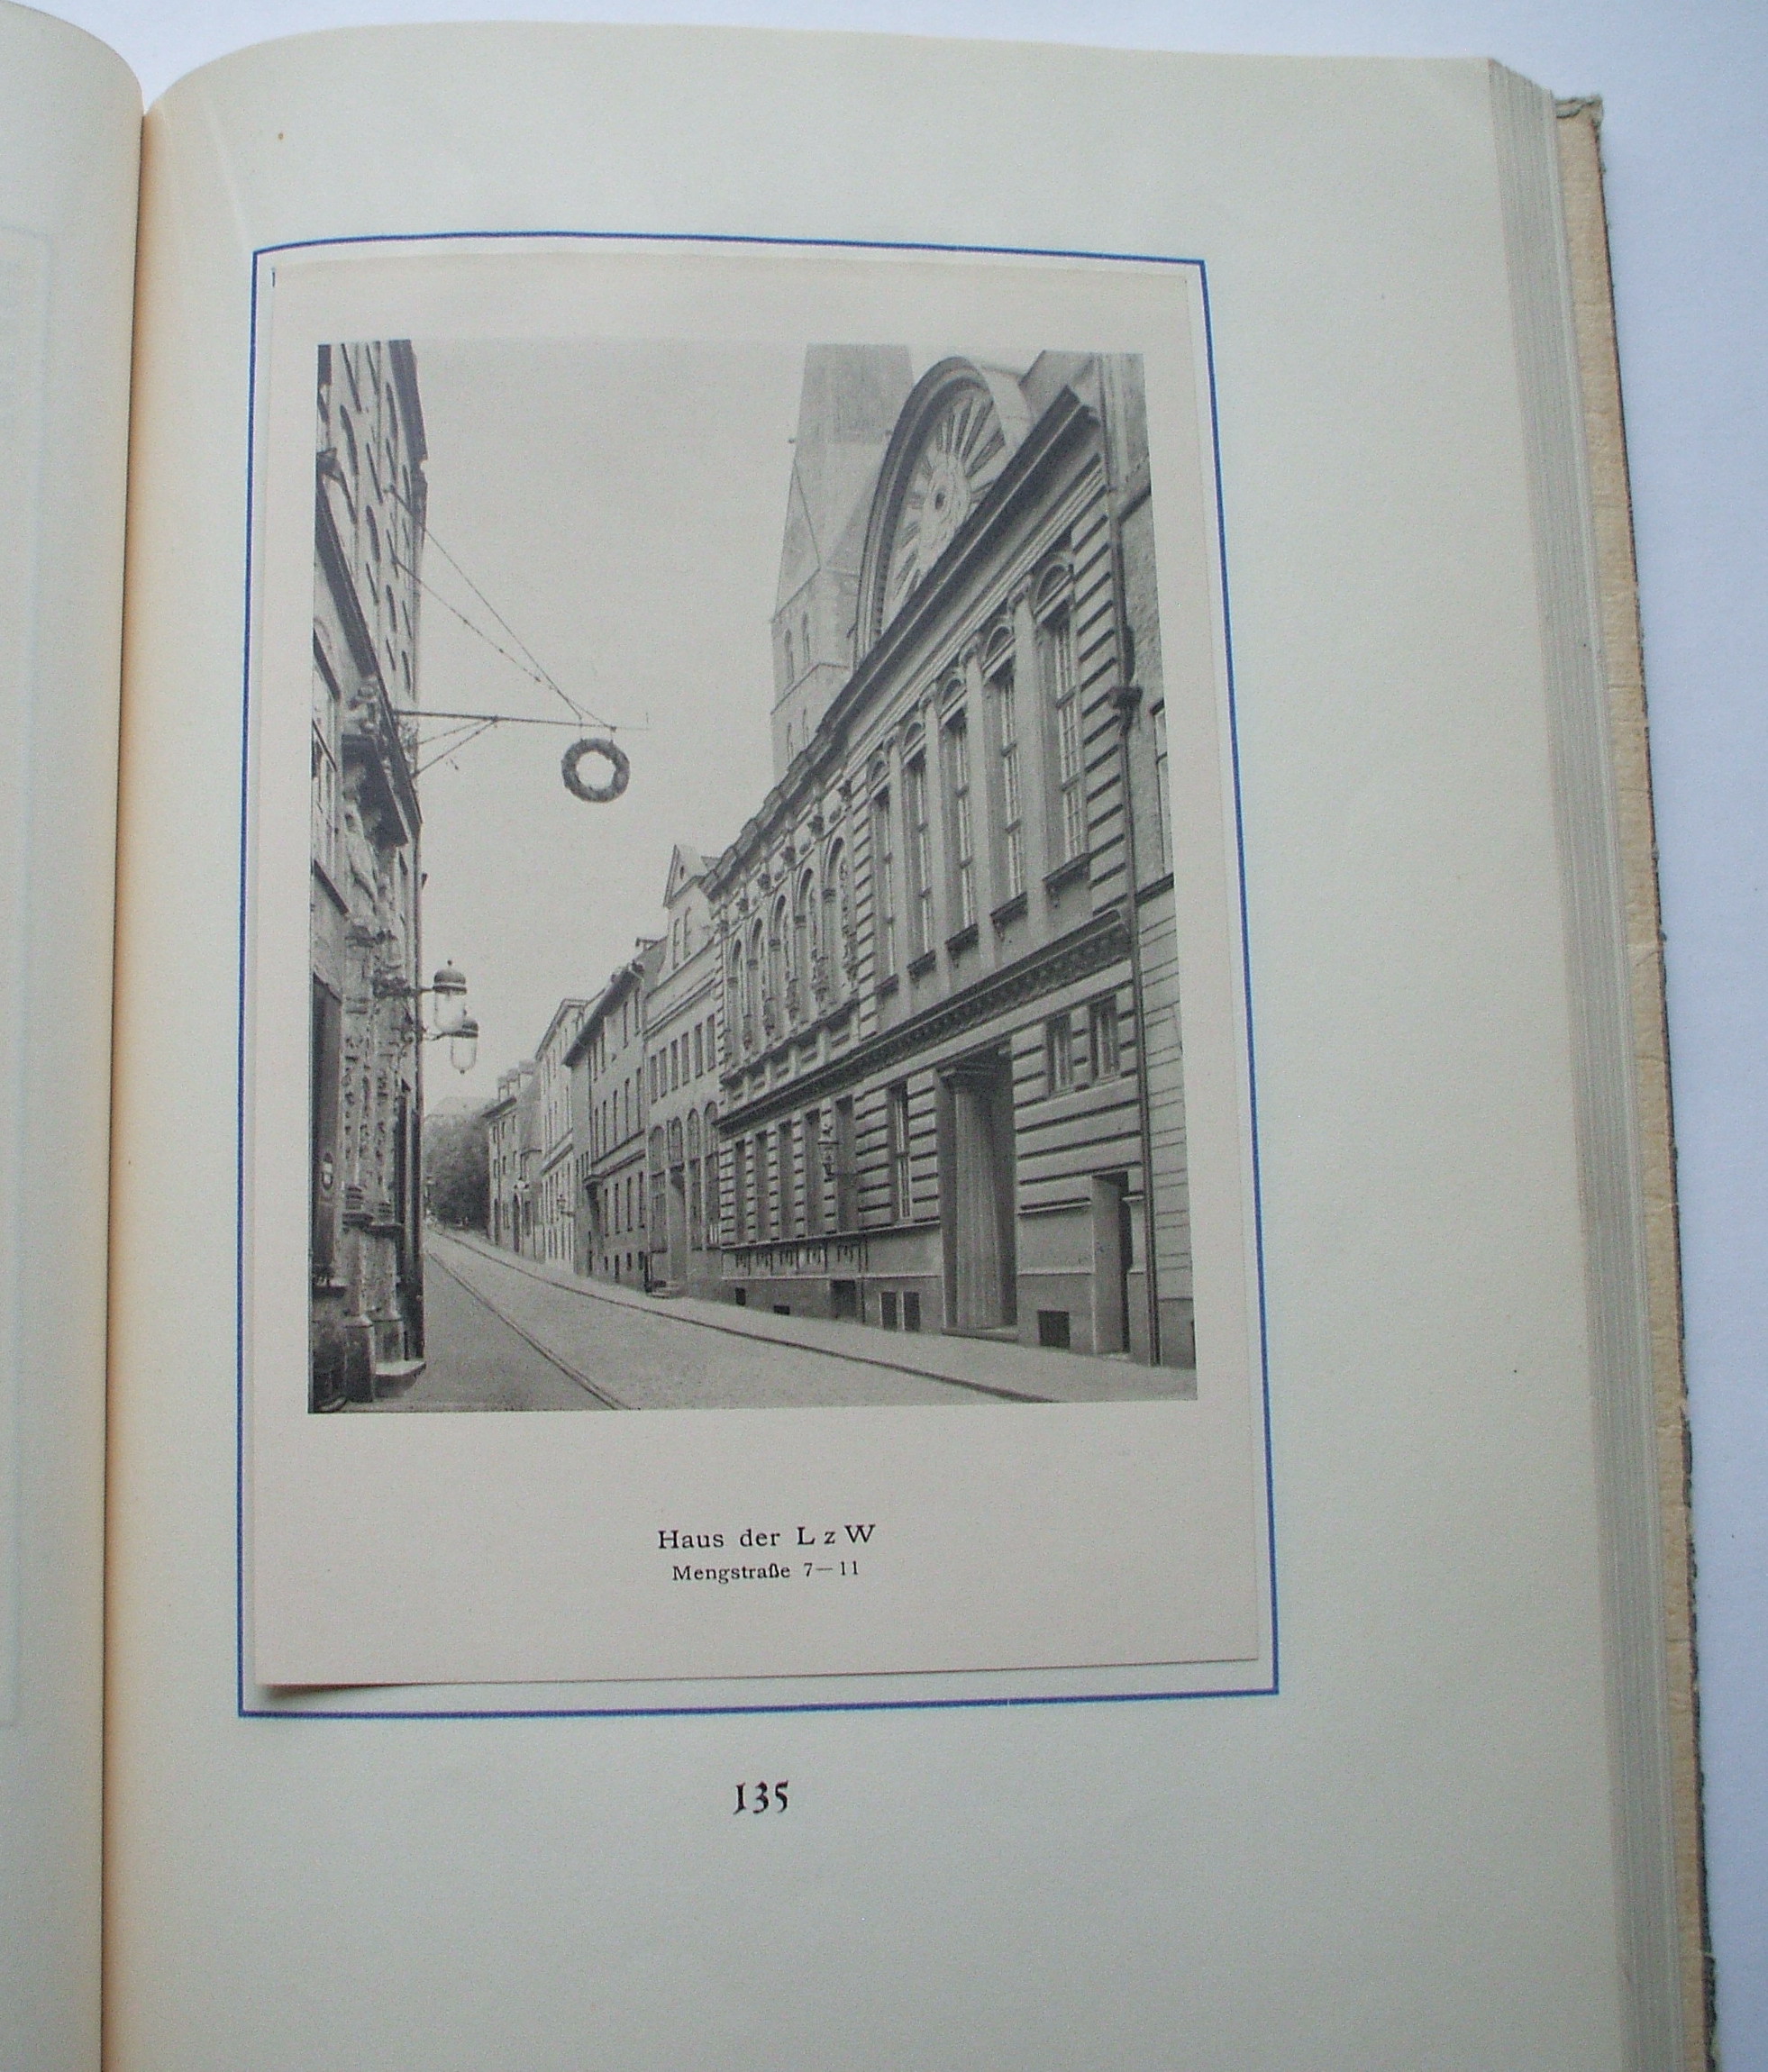 Haus der L z W
Mengstraße 7—11
135